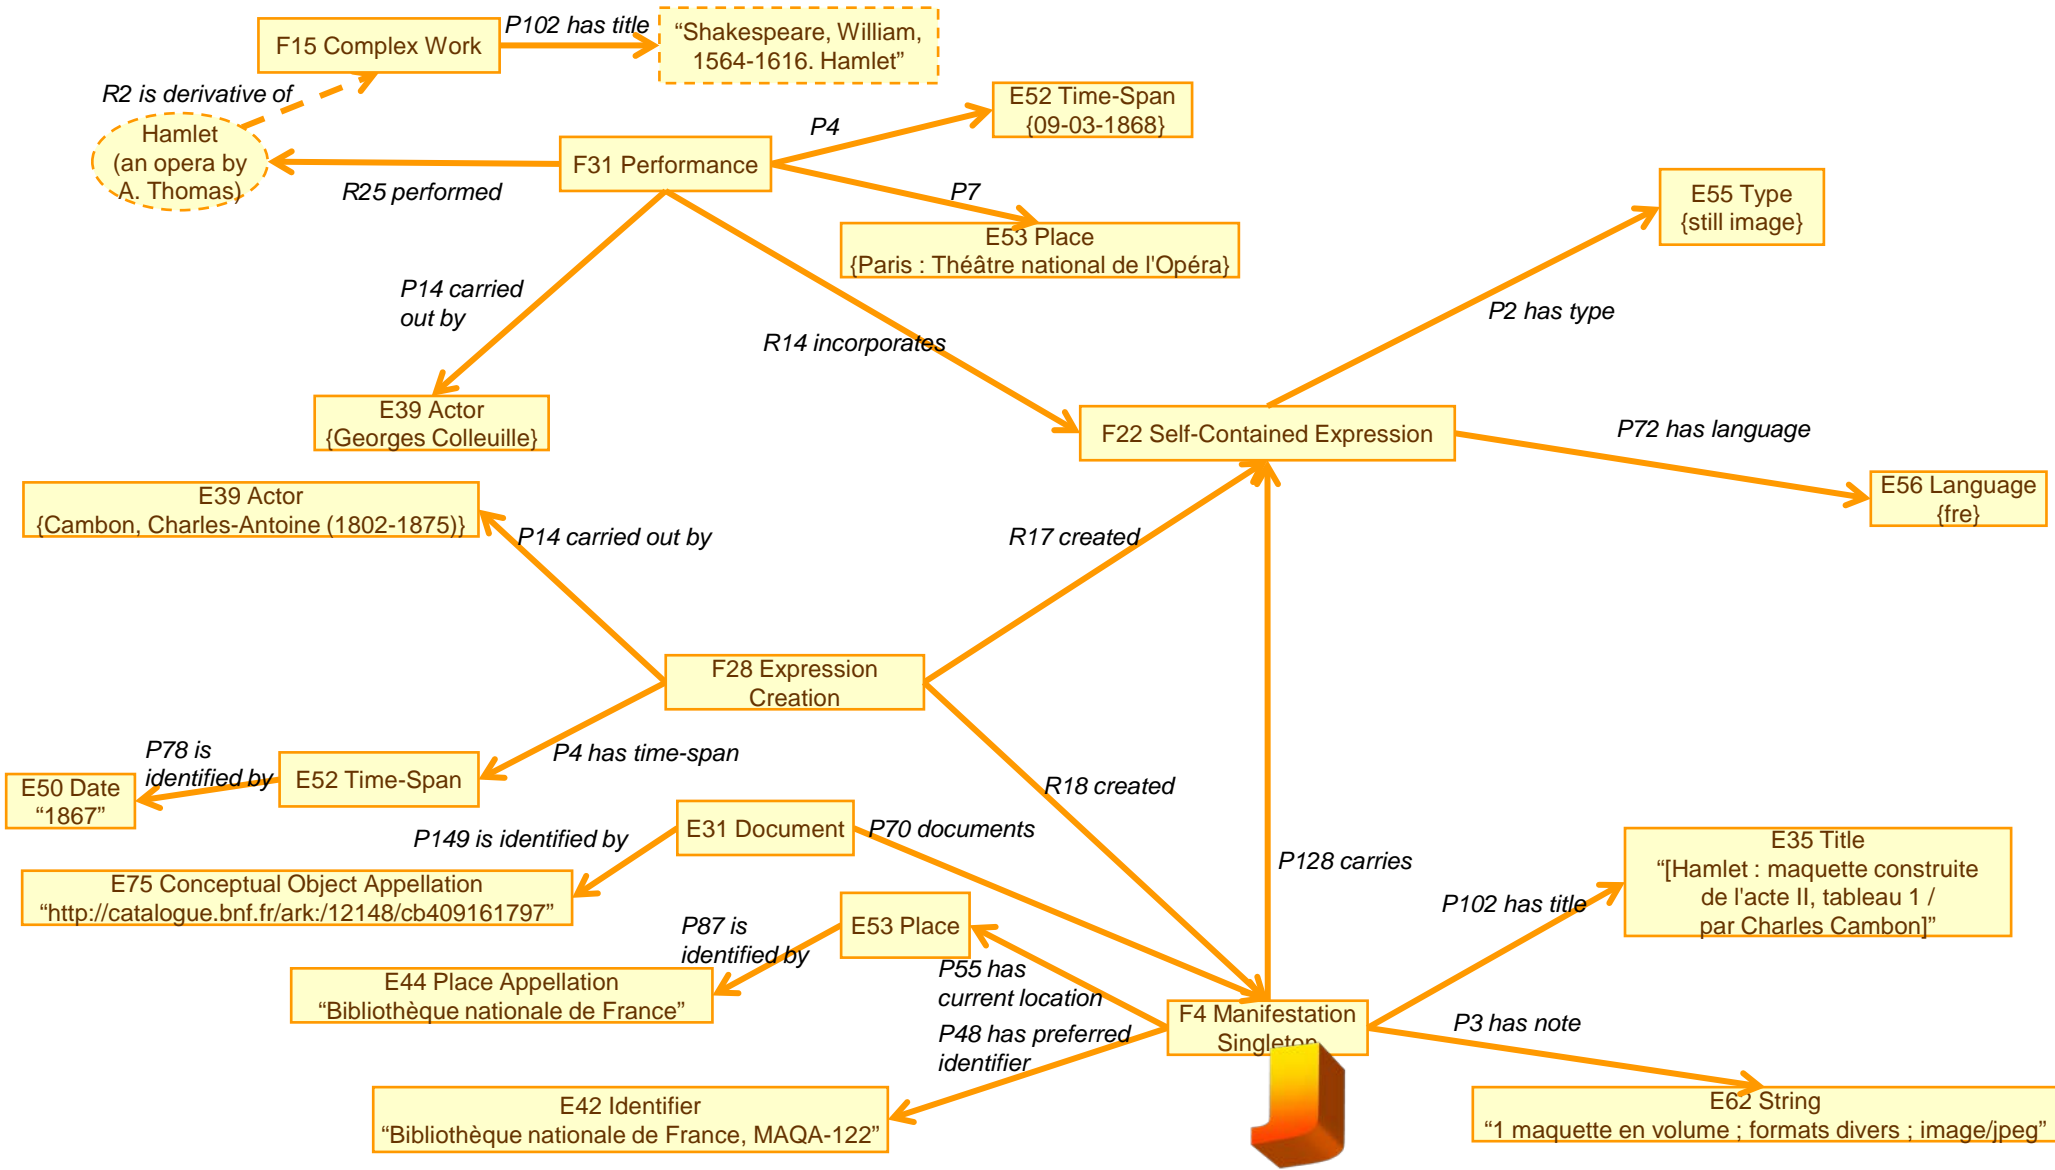 F15 Complex Work
P102 has title
“Shakespeare, William,
1564-1616. Hamlet”
R2 is derivative of
Hamlet
(an opera by
A. Thomas)
R25 performed
F31 Performance
P4
E52 Time-Span
{09-03-1868}
P7
E53 Place
{Paris : Théâtre national de l'Opéra}
E55 Type
{still image}
P14 carried
out by
R14 incorporates
P2 has type
E39 Actor
{Georges Colleuille}
F22 Self-Contained Expression
P72 has language
E56 Language
{fre}
E39 Actor
{Cambon, Charles-Antoine (1802-1875)}
P14 carried out by
R17 created
F28 Expression
Creation
P78 is
identified by
E50 Date
“1867”
E52 Time-Span
P4 has time-span
R18 created
P149 is identified by
E31 Document
P70 documents
P128 carries
E75 Conceptual Object Appellation
“http://catalogue.bnf.fr/ark:/12148/cb409161797”
P87 is
identified by
E53 Place
E44 Place Appellation
“Bibliothèque nationale de France”
P55 has
current location
P102 has title
E35 Title
“[Hamlet : maquette construite
de l'acte II, tableau 1 /
par Charles Cambon]”
F4 Manifestation
Singleton
P48 has preferred
identifier
P3 has note
E42 Identifier
“Bibliothèque nationale de France, MAQA-122”
E62 String
“1 maquette en volume ; formats divers ; image/jpeg”
J